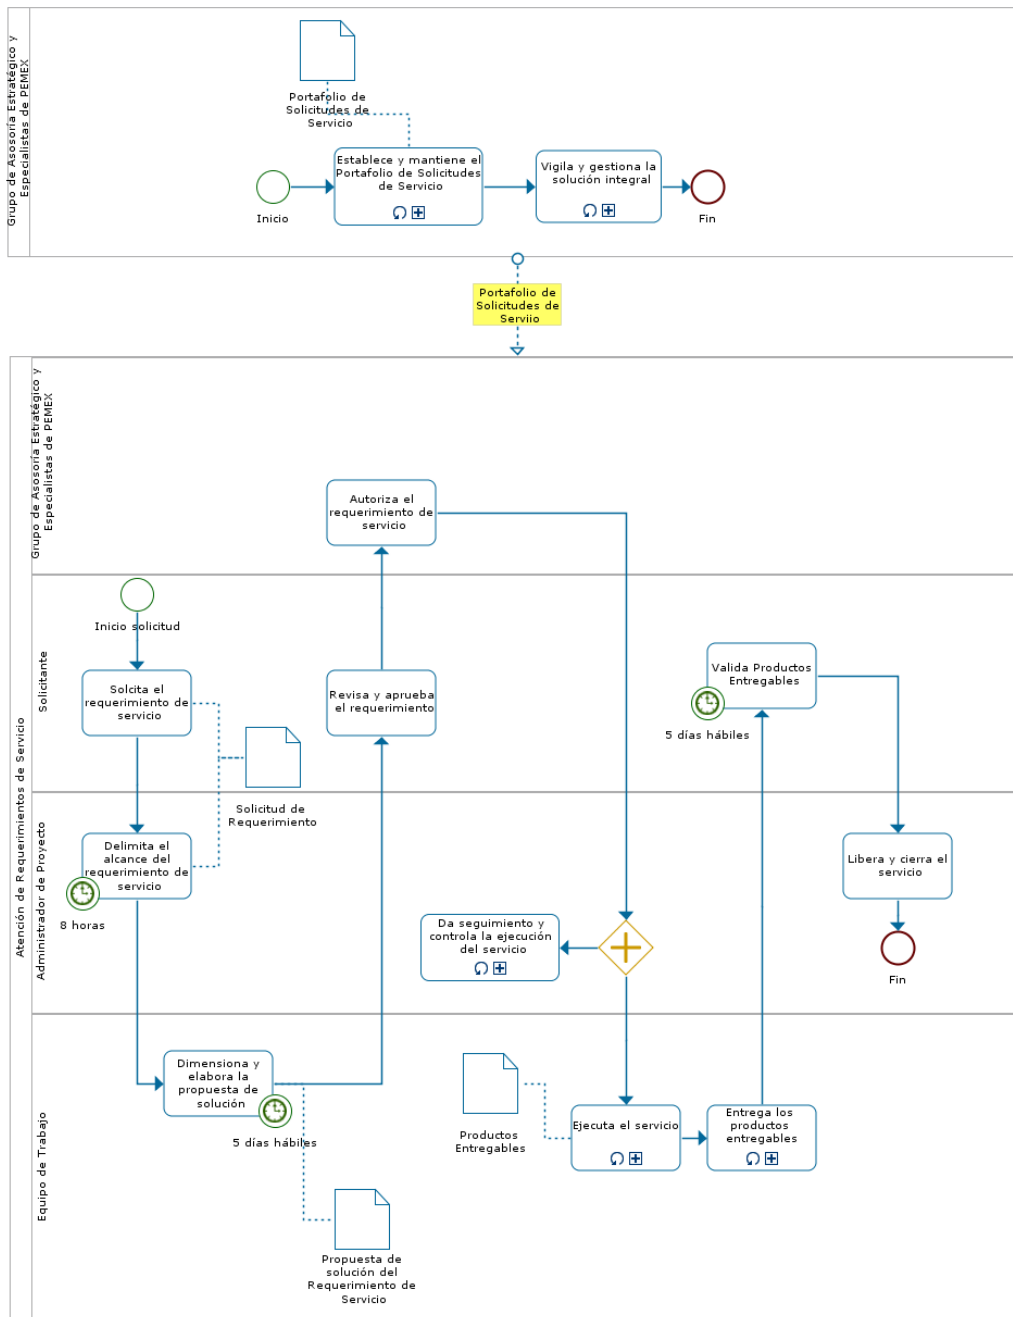 Grupo de Asosoría Estratégico y
Especialistas de PEMEX
Portafolio de
Solicitudes de
Servicio
Inicio
Establece y mantiene el
Portafolio de Solicitudes
de Servicio
Vigila y gestiona la
solución integral
Fin
Portafolio de
Solicitudes de
Serviio
Atención de Requerimientos de Servicio
Grupo de Asosoría Estratégico y
Especialistas de PEMEX
Autoriza el
requerimiento de
servicio
Solicitante
Inicio solicitud
Solcita el
requerimiento de
servicio
Revisa y aprueba
el requerimiento
Valida Productos
Entregables
5 días hábiles
Solicitud de
Requerimiento
Administrador de Proyecto
Delimita el
alcance del
requerimiento de
servicio
8 horas
Da seguimiento y
controla la ejecución
del servicio
Libera y cierra el
servicio
Fin
Equipo de Trabajo
Dimensiona y
elabora la
propuesta de
solución
5 días hábiles
Productos
Entregables
Ejecuta el servicio
Entrega los
productos
entregables
Propuesta de
solución del
Requerimiento de
Servicio